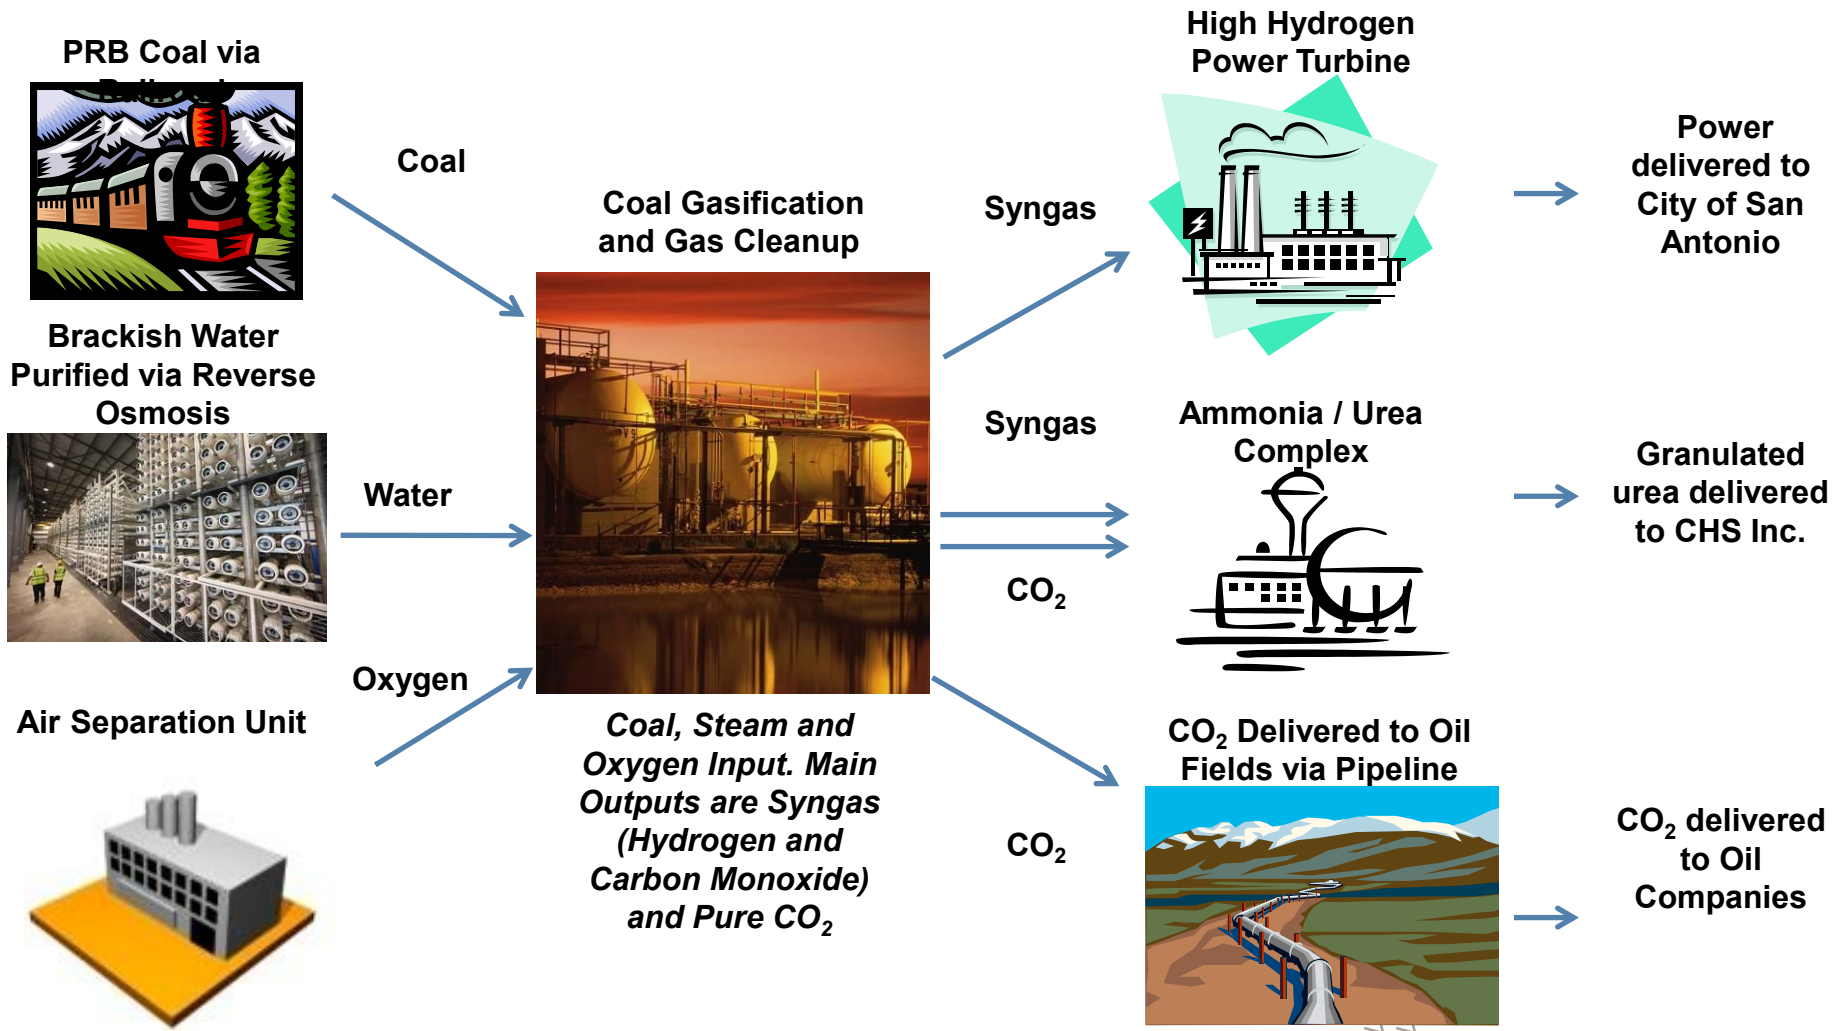 PRB Coal via
Coal
Brackish Water
Purified via Reverse
Osmosis
Water
Air Separation Unit
Oxygen
Coal Gasification
and Gas Cleanup
Coal, Steam and
Oxygen Input. Main
Outputs are Syngas
(Hydrogen and
Carbon Monoxide)
and Pure CO2
Syngas
High Hydrogen
Power Turbine
Power
delivered to
City of San
Antonio
Syngas
CO2
Ammonia / Urea
Complex
Granulated
urea delivered
to CHS Inc.
CO2
CO2 Delivered to Oil
Fields via Pipeline
CO2 delivered
to Oil
Companies